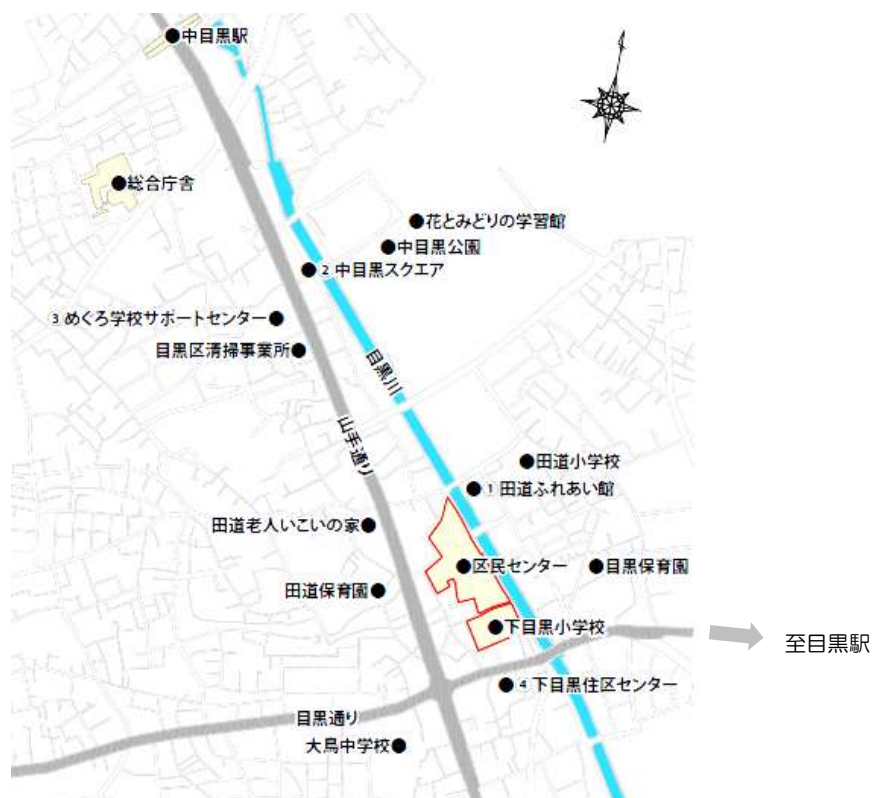 中目黒駅
総合庁舎
花とみどりの学習館
中目黒公園
2 中目黒スクエア
3 めぐろ学校サポートセンター
目黒区清掃事業所
目黒川
山手通り
田道小学校
1 田道ふれあい館
田道老人いこいの家
区民センター
目黒保育園
田道保育園
下目黒小学校
至目黒駅
4 下目黒住区センター
目黒通り
大鳥中学校